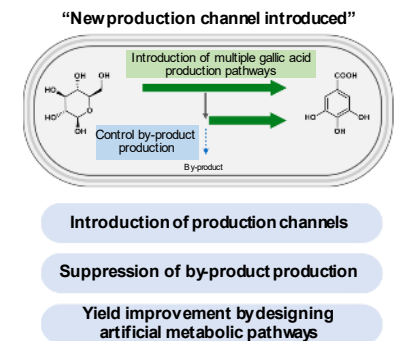 “New production channel introduced”
Introduction of multiple gallic acid
production pathways
OH
OH
HO
O
HO
OH
OH
COOH
HO
OH
OH
Control by-product
production
By-product
Introduction of production channels
Suppression of by-product production
Yield improvement by designing
artificial metabolic pathways